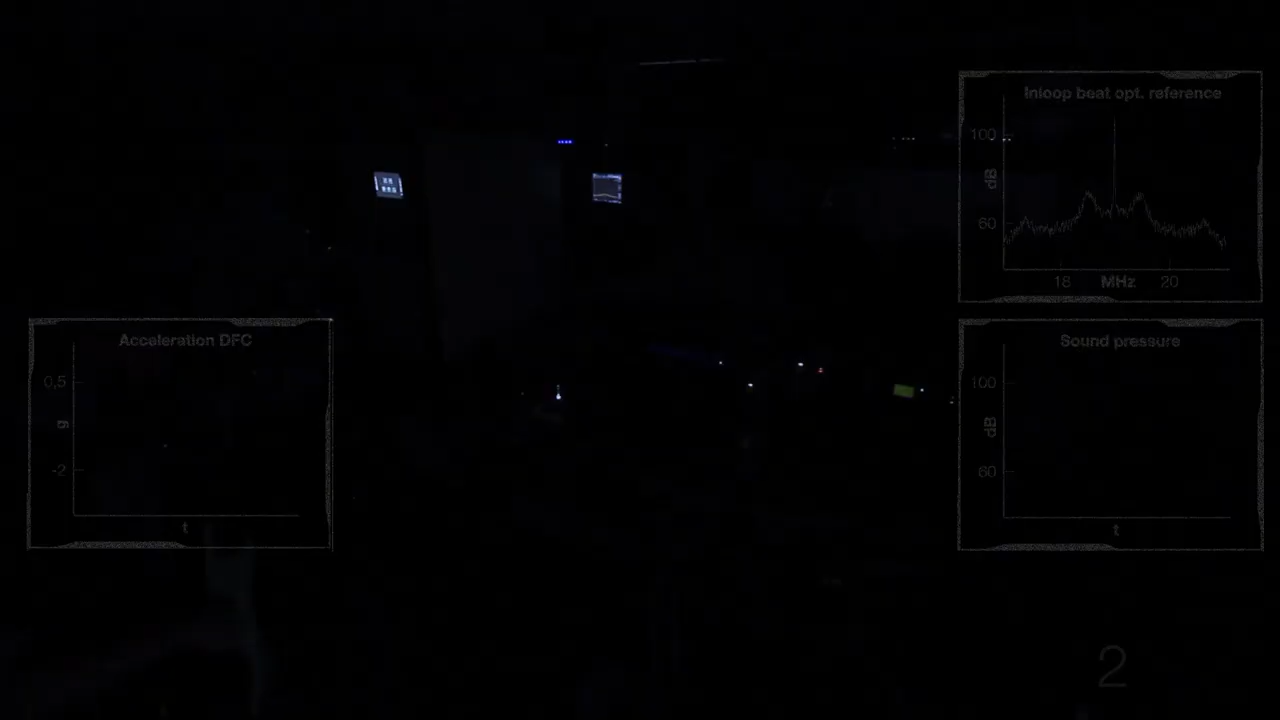 Inloop beat opt. reference
100
dB
60
18 MHz 20
Acceleration DFC
0,5
g
-2
t
Sound pressure
100
dB
60
t
2